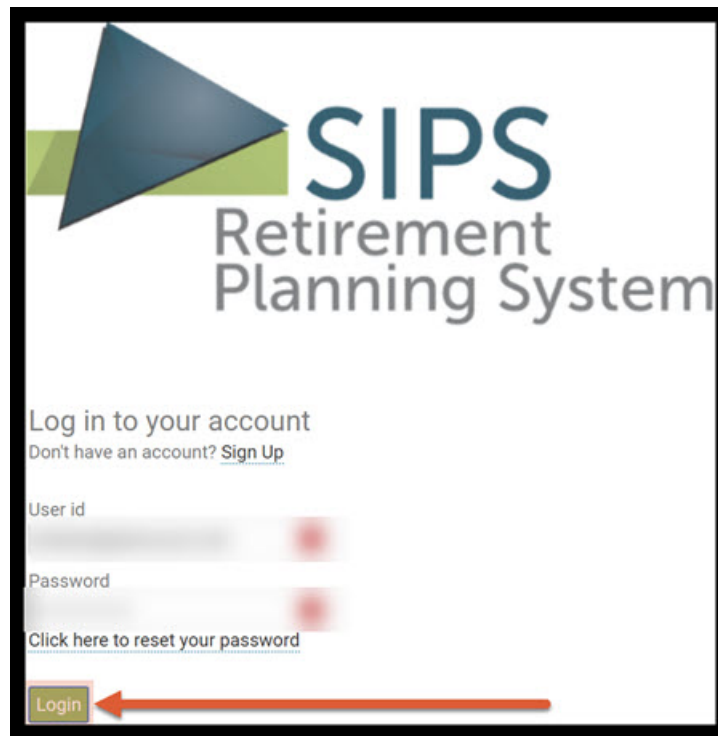 SIPS
Retirement
Planning System
Log in to your account
Don't have an account? Sign Up
User id
Password
Click here to reset your password
Login